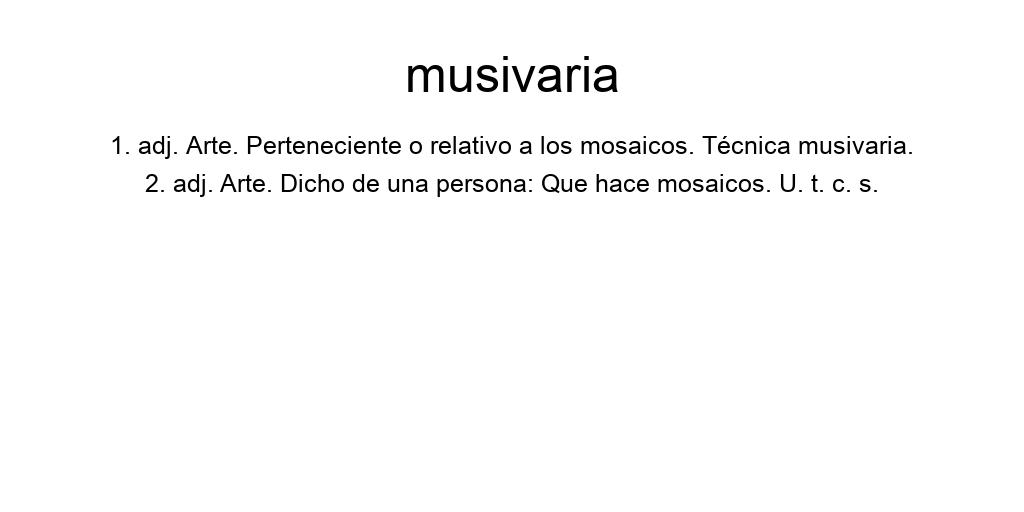 musivaria
1. adj. Arte. Perteneciente o relativo a los mosaicos. Técnica musivaria.
2. adj. Arte. Dicho de una persona: Que hace mosaicos. U. t. c. s.